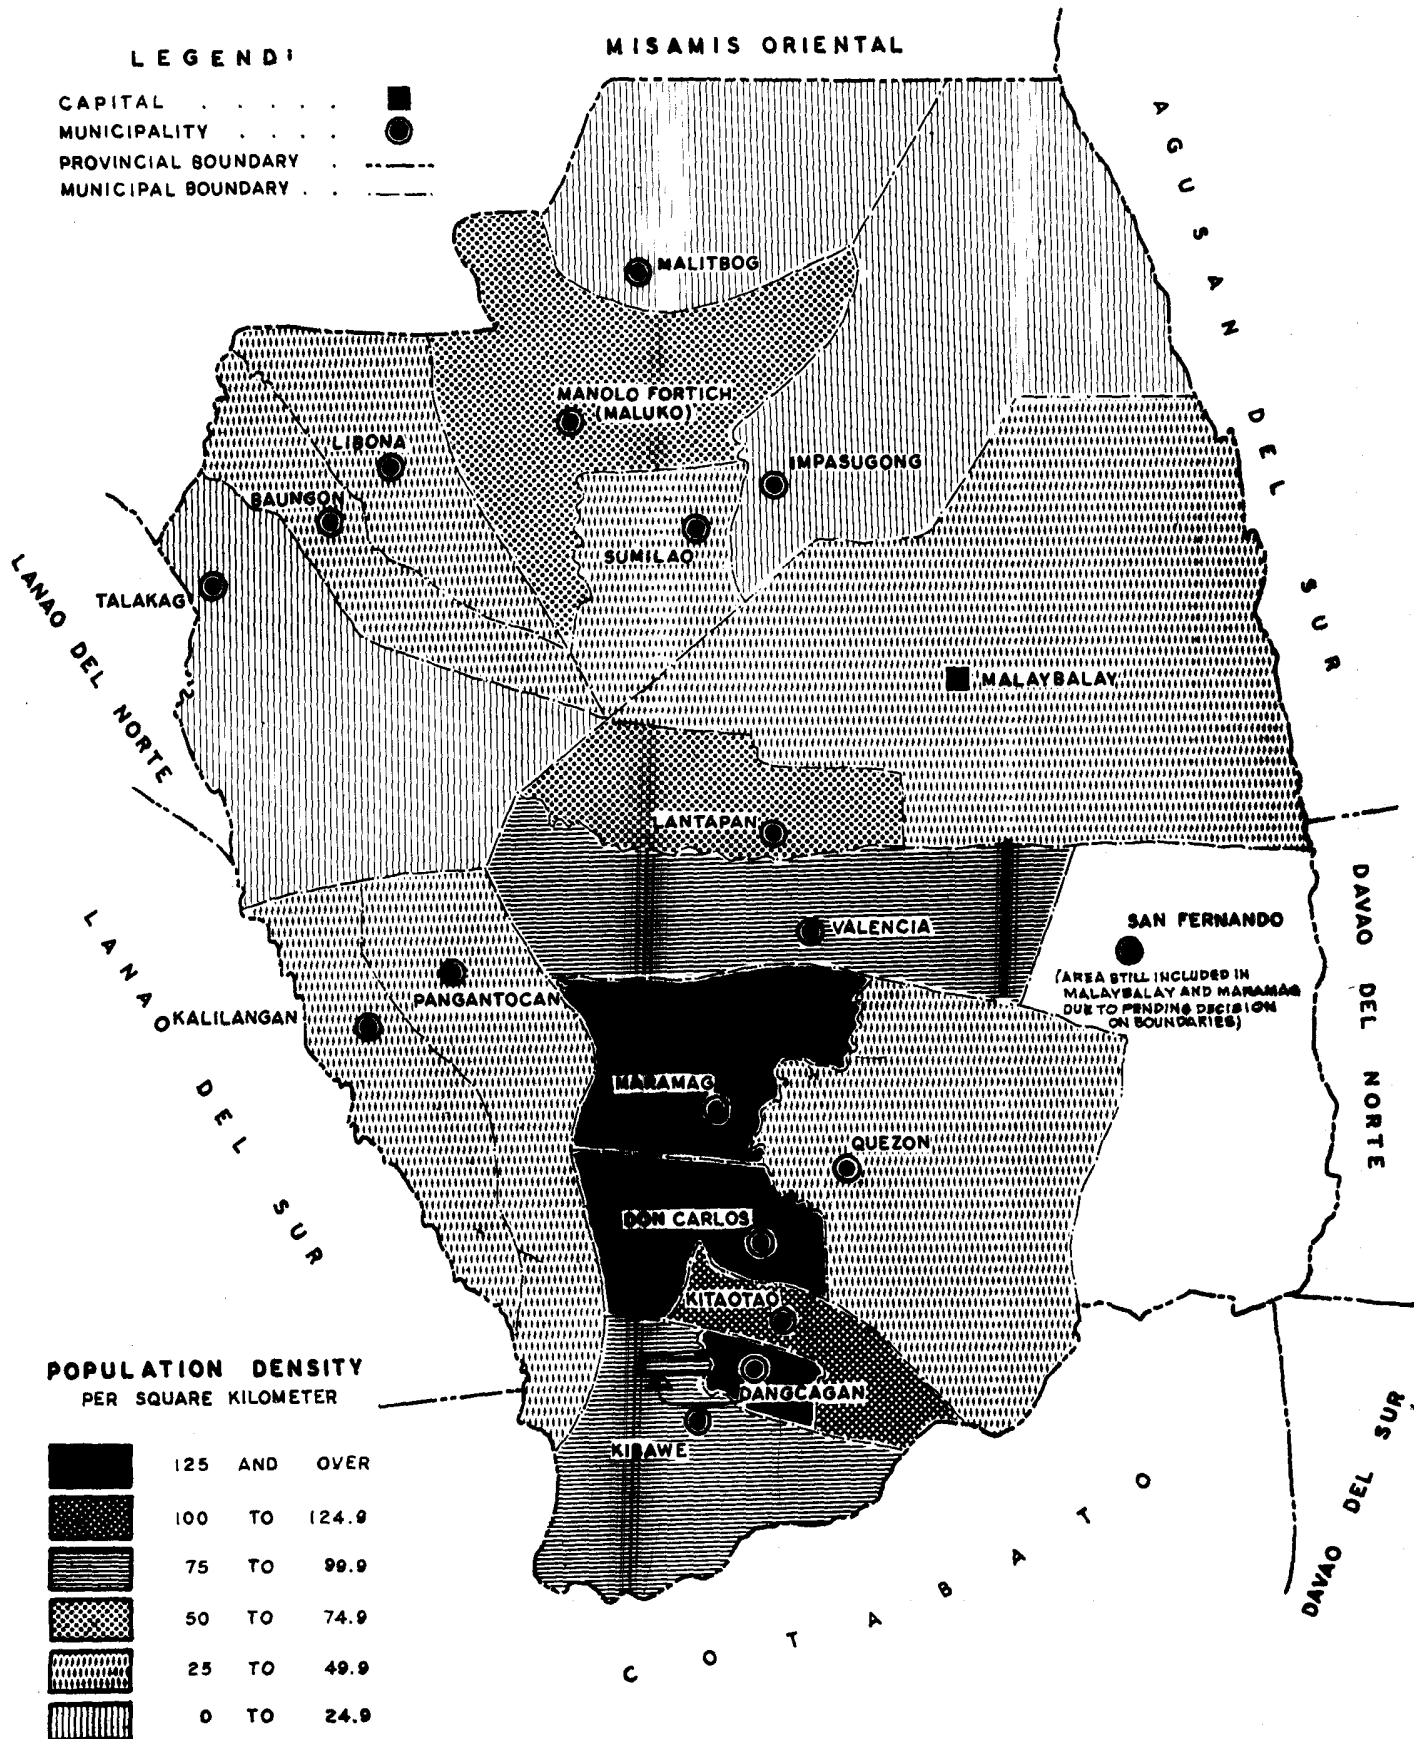 LEGEND:
CAPITAL . . . . .
MUNICIPALITY . . . .
PROVINCIAL BOUNDARY .
MUNICIPAL BOUNDARY . .
MISAMIS ORIENTAL
AGUSAN DEL SUR
MALITBOG
MANOLO FORTICH
(MALUKO)
LIBONA
IMPASUGONG
BAUNGON
SUMILAO
TALAKAG
LANAO DEL NORTE
MALAYBALAY
LANTAPAN
DAVAO DEL NORTE
VALENCIA
SAN FERNANDO
(AREA STILL INCLUDED IN
MALAYBALAY AND MARAMAG
DUE TO PENDING DECISION
ON BOUNDARIES)
LANAO DEL SUR
PANGANTOCAN
KALILANGAN
MARAMAG
QUEZON
DON CARLOS
KITAOTAO
DANGCAGAN
KIBAWE
COTABATO
DAVAO DEL SUR
POPULATION DENSITY
PER SQUARE KILOMETER
125 AND OVER
100 TO 124.9
75 TO 99.9
50 TO 74.9
25 TO 49.9
0 TO 24.9